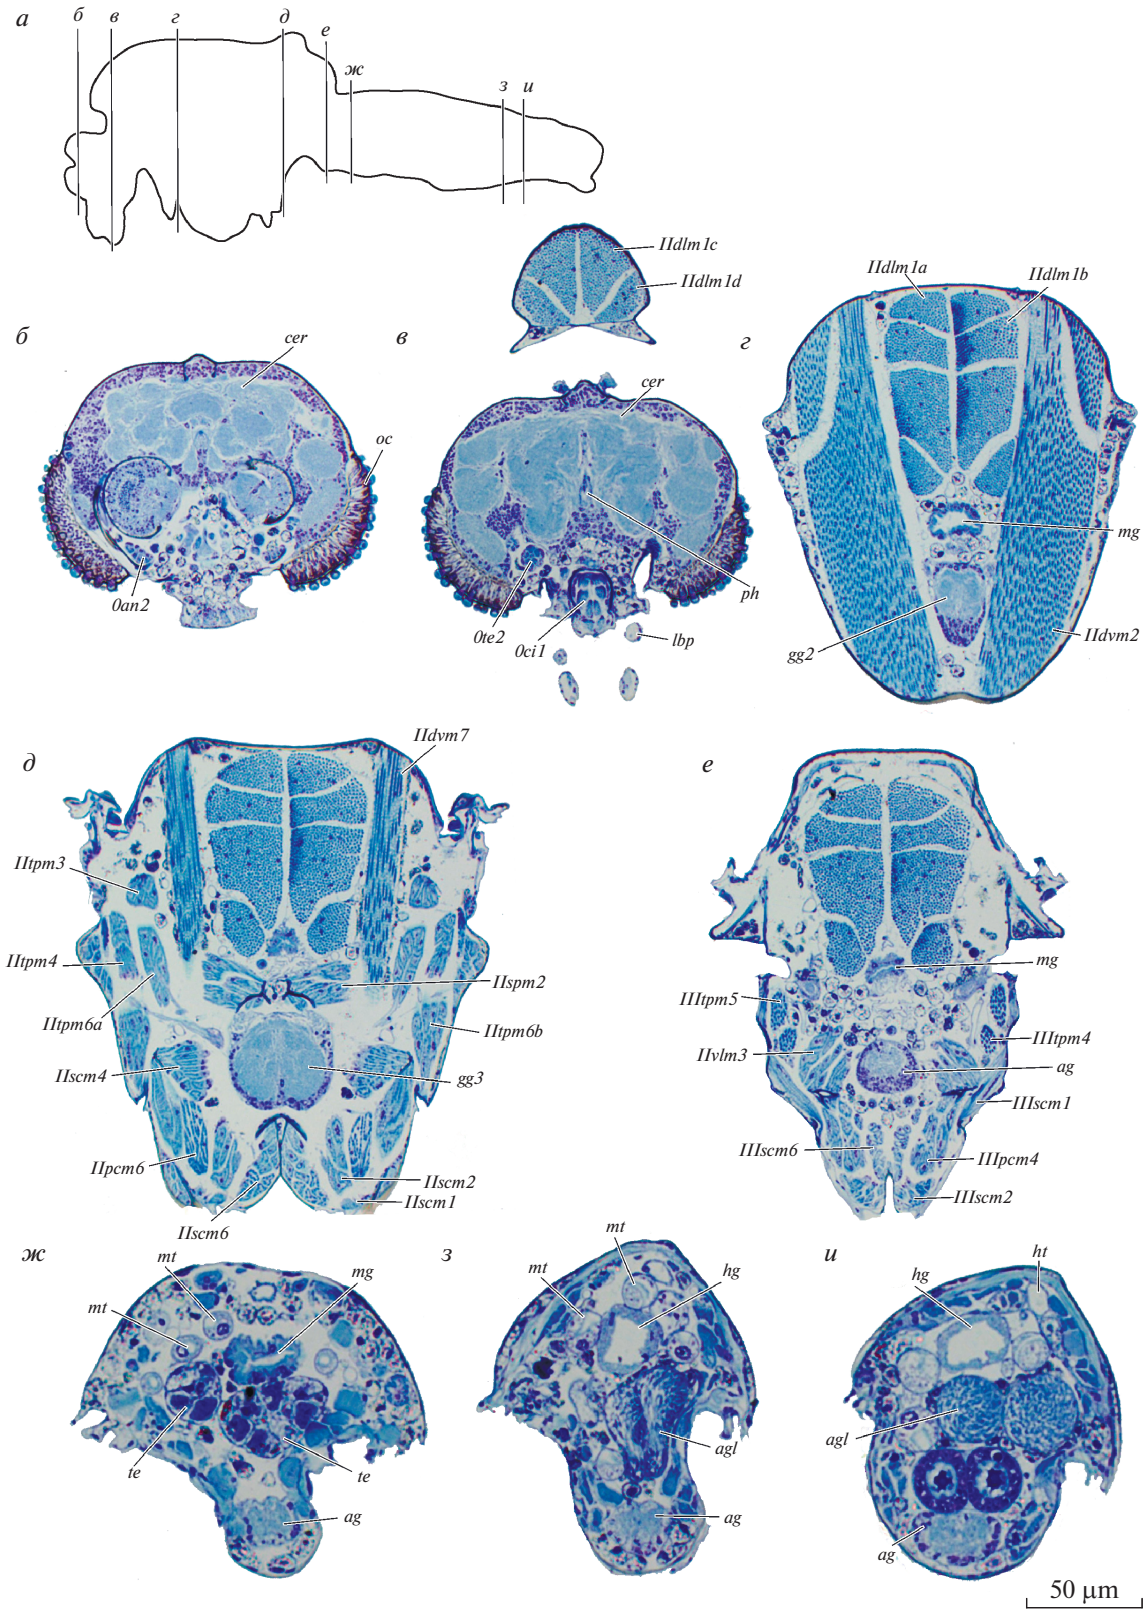 а
б
в
г
д
е
ж
з
и
IIdlm1c
IIdlm1d
б
cer
oc
0an2
в
cer
ph
0te2
0ci1
lbp
г
IIdlm1a
IIdlm1b
mg
gg2
IIdvm2
д
IIdvm7
IItpm3
IItpm4
IItpm6a
IIspm2
IItpm6b
IIscm4
gg3
IIpcm6
IIscm2
IIscm1
IIscm6
е
mg
IIItpm5
IIItpm4
IIvlm3
ag
IIIscm1
IIIscm6
IIIpcm4
IIIscm2
ж
mt
mg
mt
te
te
ag
з
mt
mt
hg
agl
ag
и
hg
ht
agl
ag
50 μm